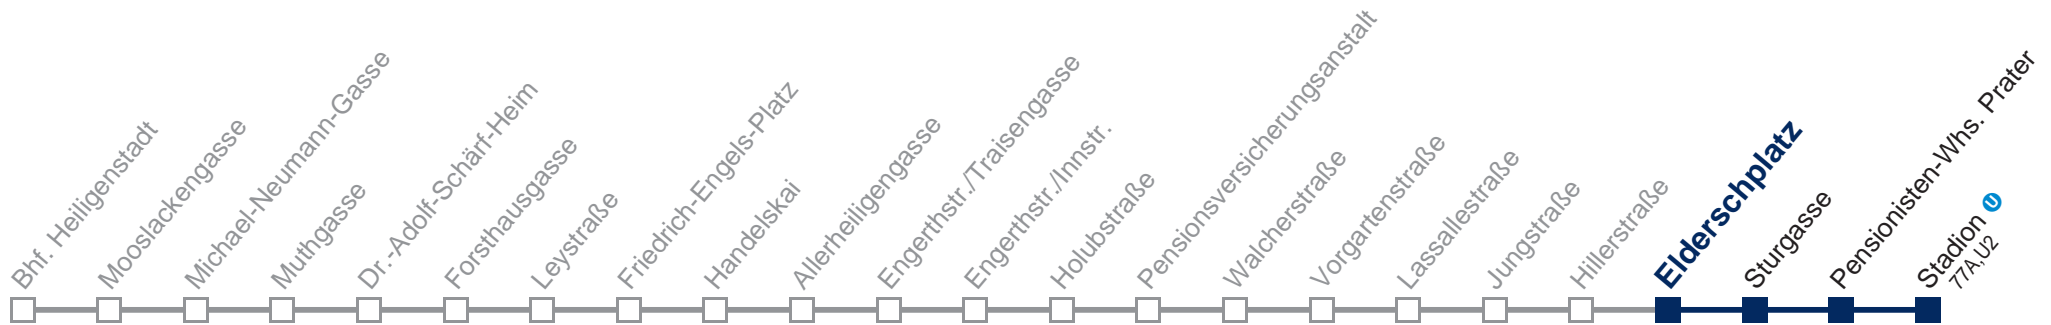 Bhf. Heiligenstadt
Mooslackengasse
Michael-Neumann-Gasse
Muthgasse
Dr.-Adolf-Schärf-Heim
Forsthausgasse
Leystraße
Friedrich-Engels-Platz
Handelskai
Allerheiligengasse
Engerthstr./Traisengasse
Engerthstr./Innstr.
Holubstraße
Pensionsversicherungsanstalt
Walcherstraße
Vorgartenstraße
Lassallestraße
Jungstraße
Hillerstraße
Elderschplatz
Sturgasse
Pensionisten-Whs. Prater
Stadion U
77A,U2